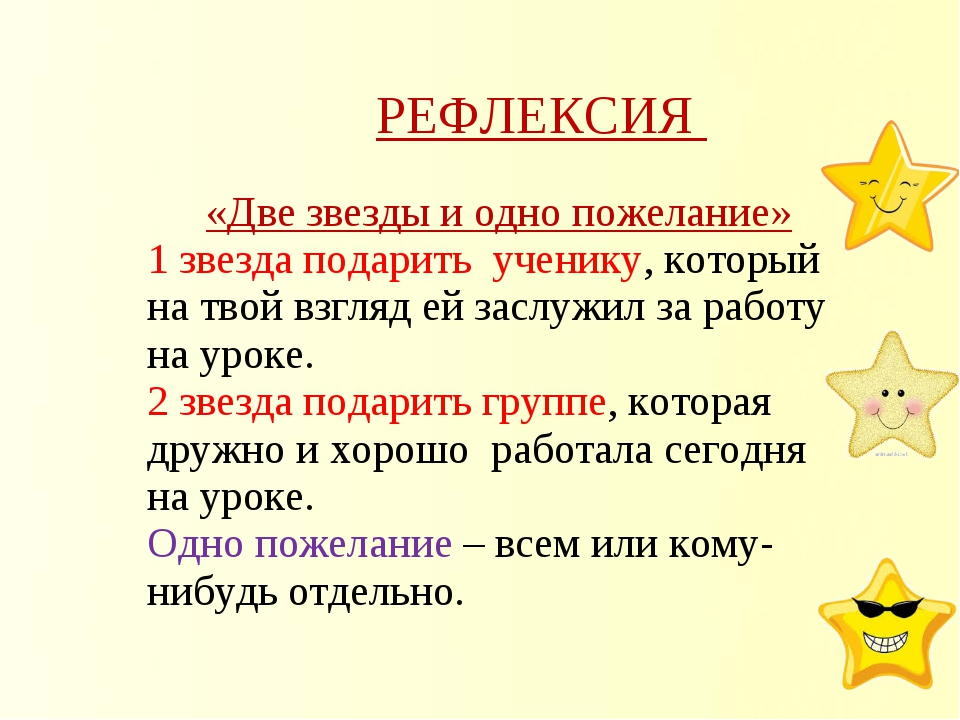 РЕФЛЕКСИЯ
«Две звезды и одно пожелание»
1 звезда подарить ученику, который
на твой взгляд ей заслужил за работу
на уроке.
2 звезда подарить группе, которая
дружно и хорошо работала сегодня
на уроке.
Одно пожелание – всем или кому-
нибудь отдельно.